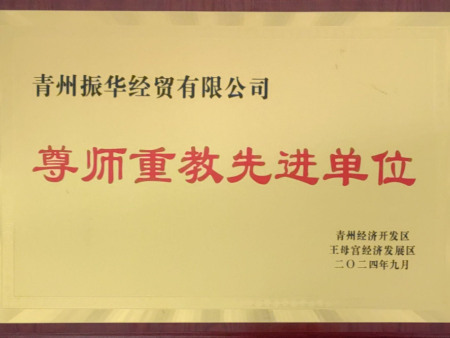 青州振华经贸有限公司
尊师重教先进单位
青州经济开发区
王母宫经济发展区
二〇二四年九月